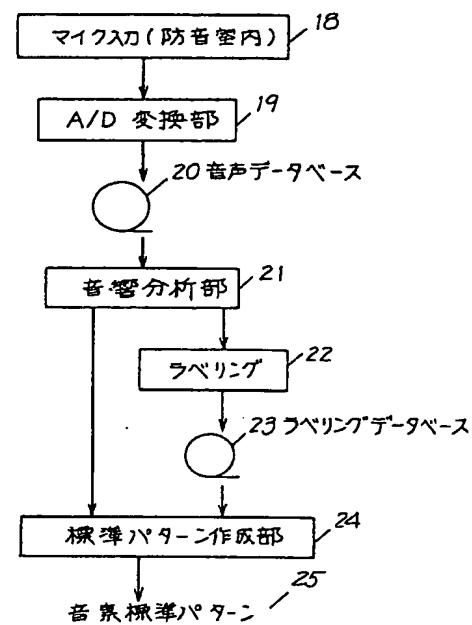 マイク入力(防音室内) 18
A/D 変換部 19
20 音声データベース
音響分析部 21
ラベリング 22
23 ラベリングデータベース
標準パターン作成部 24
25
音素標準パターン